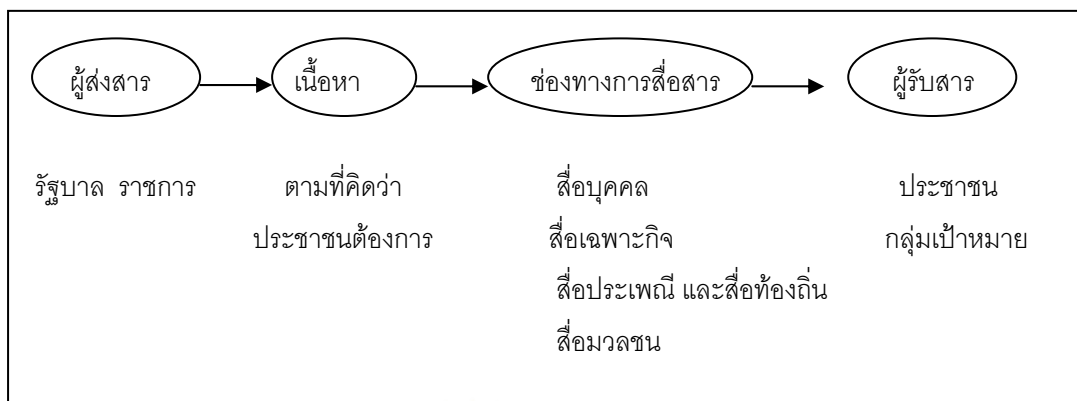 ผู้ส่งสาร เนื้อหา ช่องทางการสื่อสาร ผู้รับสาร
รัฐบาล ราชการ ตามที่คิดว่า สื่อบุคคล ประชาชน
ประชาชนต้องการ สื่อเฉพาะกิจ กลุ่มเป้าหมาย
สื่อประเพณี และสื่อท้องถิ่น
สื่อมวลชน